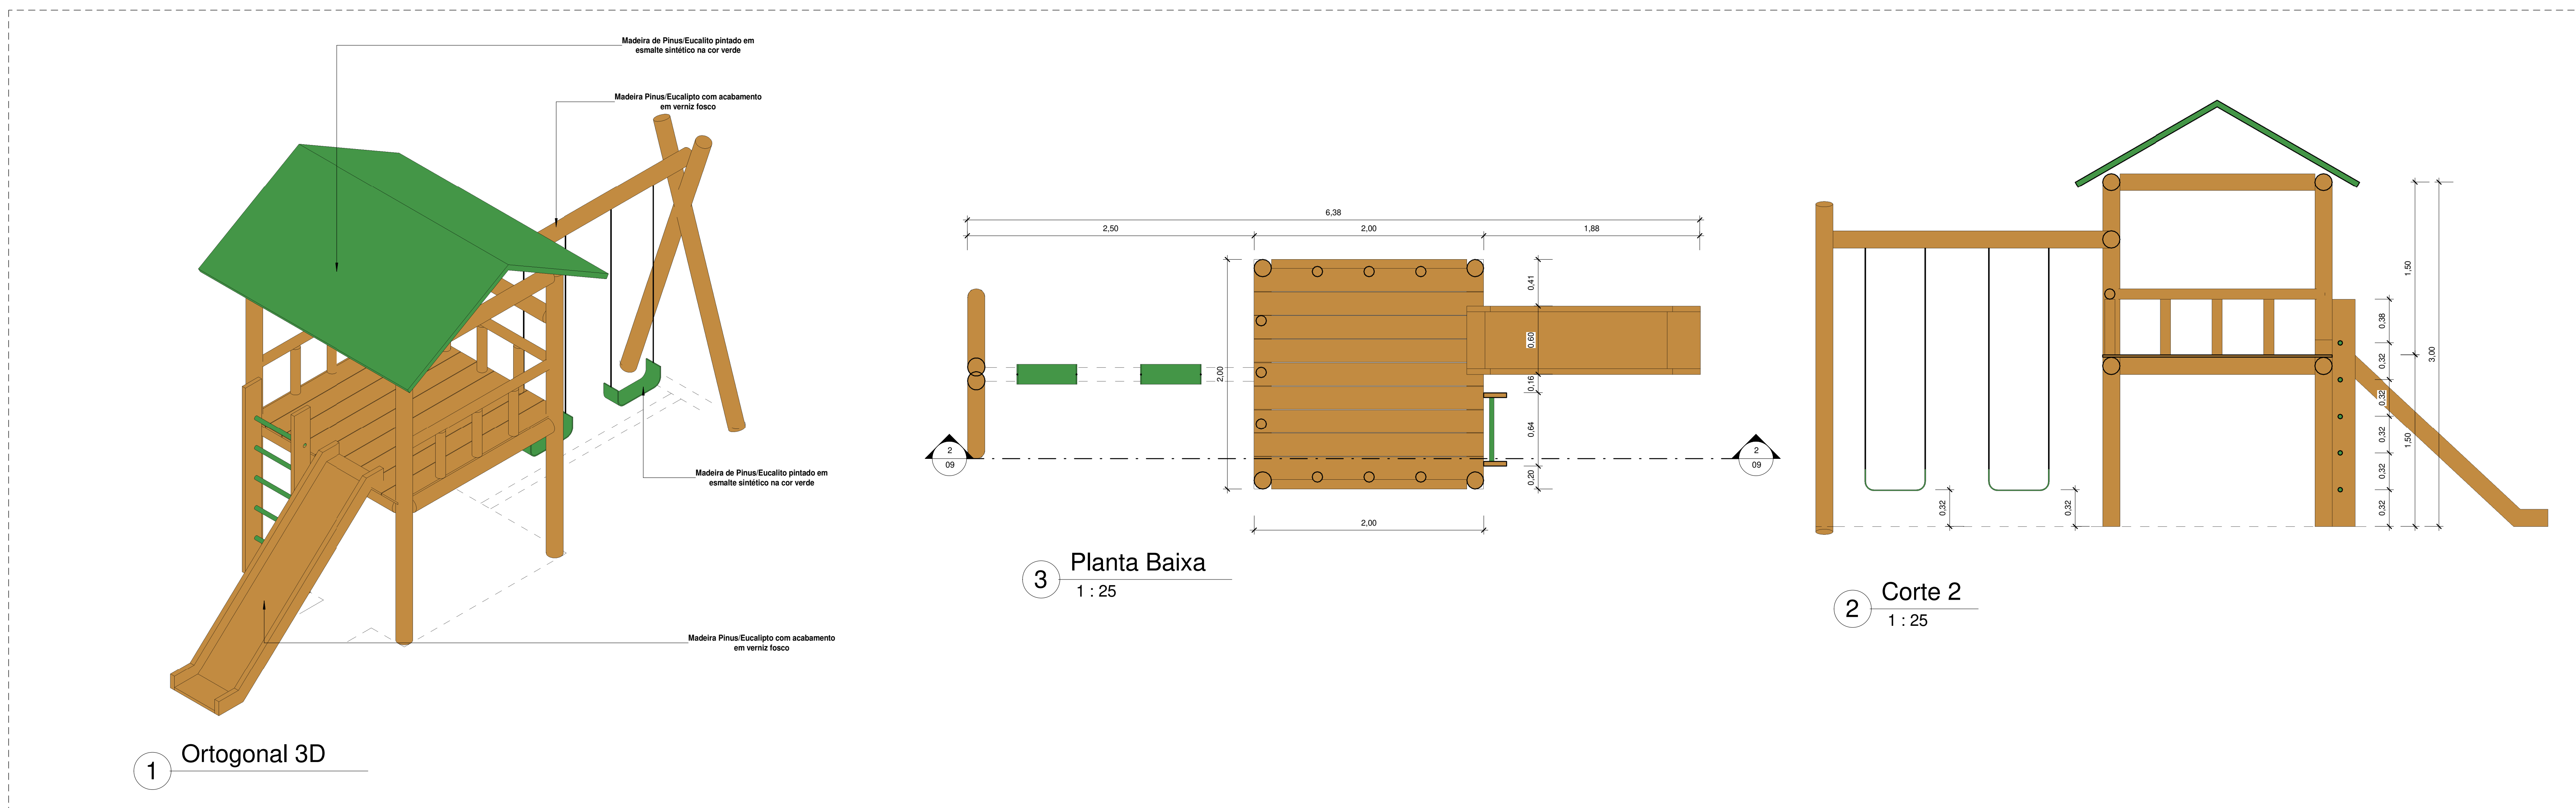 Madeira de Pinus/Eucalito pintado em
esmalte sintético na cor verde
Madeira Pinus/Eucalipto com acabamento
em verniz fosco
Madeira de Pinus/Eucalito pintado em
esmalte sintético na cor verde
Madeira Pinus/Eucalipto com acabamento
em verniz fosco
1
Ortogonal 3D
6,38
2,50
2,00
1,88
2,00
0,41
0,60
0,16
0,64
0,20
2,00
2
09
2
09
3
Planta Baixa
1 : 25
0,32
0,32
0,38
0,32
0,32
0,32
0,32
0,32
1,50
1,50
3,00
2
Corte 2
1 : 25